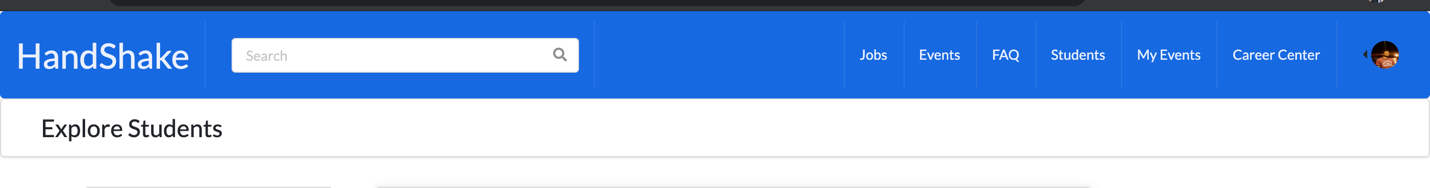 HandShake
Search
Jobs
Events
FAQ
Students
My Events
Career Center
Explore Students